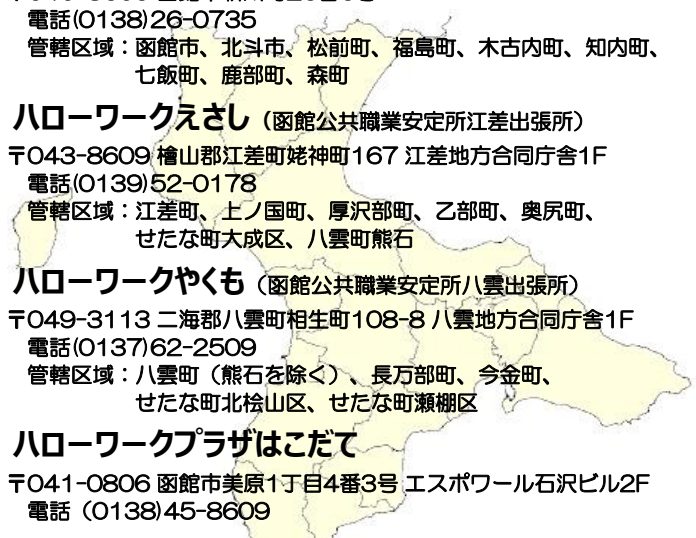 電話(0138)26-0735
管轄区域：函館市、北斗市、松前町、福島町、木古内町、知内町、
七飯町、鹿部町、森町
ハローワークえさし（函館公共職業安定所江差出張所）
〒043-8609 檜山郡江差町姥神町167 江差地方合同庁舎1F
電話(0139)52-0178
管轄区域：江差町、上ノ国町、厚沢部町、乙部町、奥尻町、
せたな町大成区、八雲町熊石
ハローワークやくも（函館公共職業安定所八雲出張所）
〒049-3113 二海郡八雲町相生町108-8 八雲地方合同庁舎1F
電話(0137)62-2509
管轄区域：八雲町（熊石を除く）、長万部町、今金町、
せたな町北桧山区、せたな町瀬棚区
ハローワークプラザはこだて
〒041-0806 函館市美原1丁目4番3号 エスポワール石沢ビル2F
電話（0138)45-8609